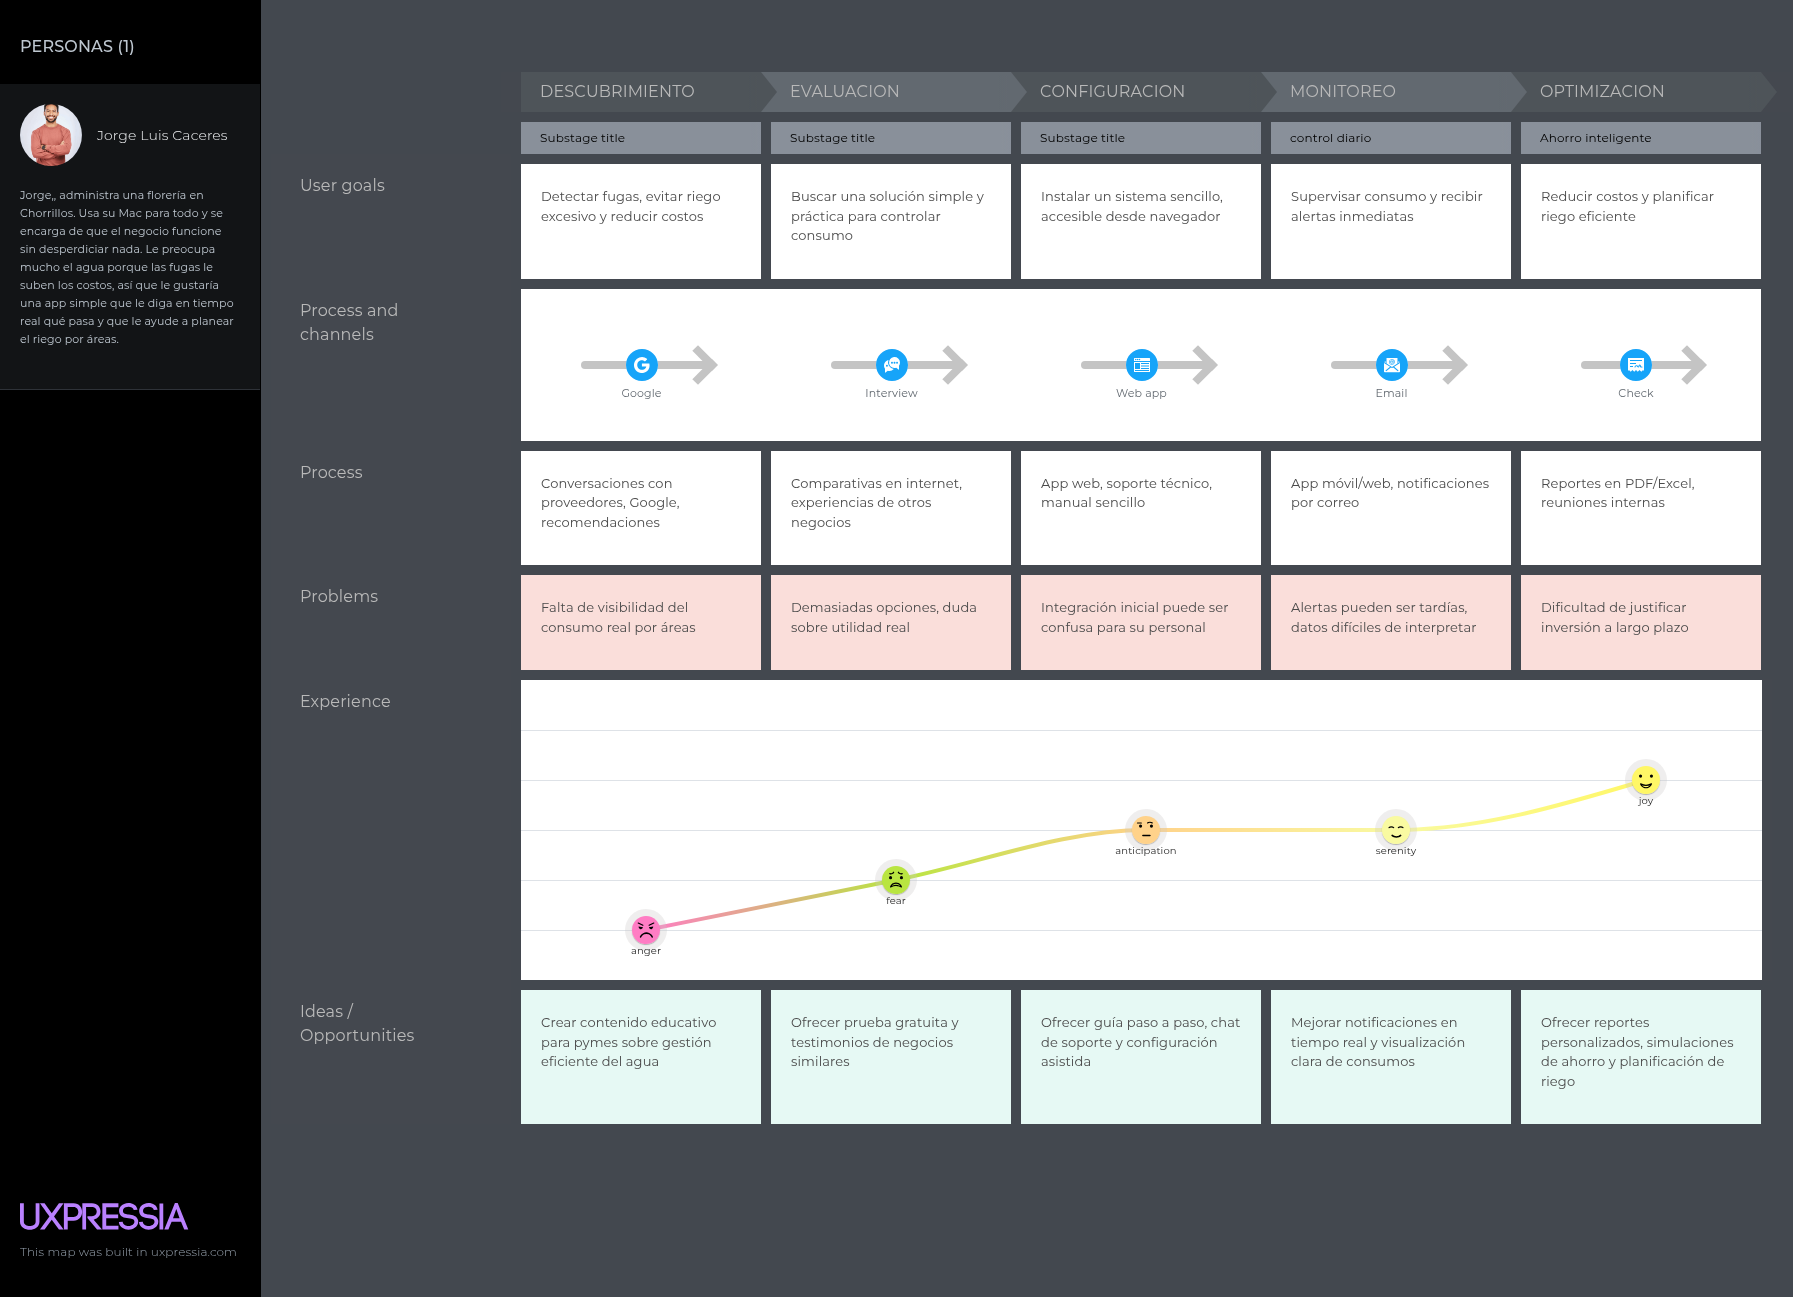 PERSONAS (1)
Jorge Luis Caceres
Jorge,, administra una florería en
Chorrillos. Usa su Mac para todo y se
encarga de que el negocio funcione
sin desperdiciar nada. Le preocupa
mucho el agua porque las fugas le
suben los costos, así que le gustaría
una app simple que le diga en tiempo
real qué pasa y que le ayude a planear
el riego por áreas.
DESCUBRIMIENTO
EVALUACION
CONFIGURACION
MONITOREO
OPTIMIZACION
Substage title
Substage title
Substage title
control diario
Ahorro inteligente
User goals
Detectar fugas, evitar riego
excesivo y reducir costos
Buscar una solución simple y
práctica para controlar
consumo
Instalar un sistema sencillo,
accesible desde navegador
Supervisar consumo y recibir
alertas inmediatas
Reducir costos y planificar
riego eficiente
Process and
channels
Google
Interview
Web app
Email
Check
Process
Conversaciones con
proveedores, Google,
recomendaciones
Comparativas en internet,
experiencias de otros
negocios
App web, soporte técnico,
manual sencillo
App móvil/web, notificaciones
por correo
Reportes en PDF/Excel,
reuniones internas
Problems
Falta de visibilidad del
consumo real por áreas
Demasiadas opciones, duda
sobre utilidad real
Integración inicial puede ser
confusa para su personal
Alertas pueden ser tardías,
datos difíciles de interpretar
Dificultad de justificar
inversión a largo plazo
Experience
anger
fear
anticipation
serenity
joy
Ideas /
Opportunities
Crear contenido educativo
para pymes sobre gestión
eficiente del agua
Ofrecer prueba gratuita y
testimonios de negocios
similares
Ofrecer guía paso a paso, chat
de soporte y configuración
asistida
Mejorar notificaciones en
tiempo real y visualización
clara de consumos
Ofrecer reportes
personalizados, simulaciones
de ahorro y planificación de
riego
UXPRESSIA
This map was built in uxpressia.com